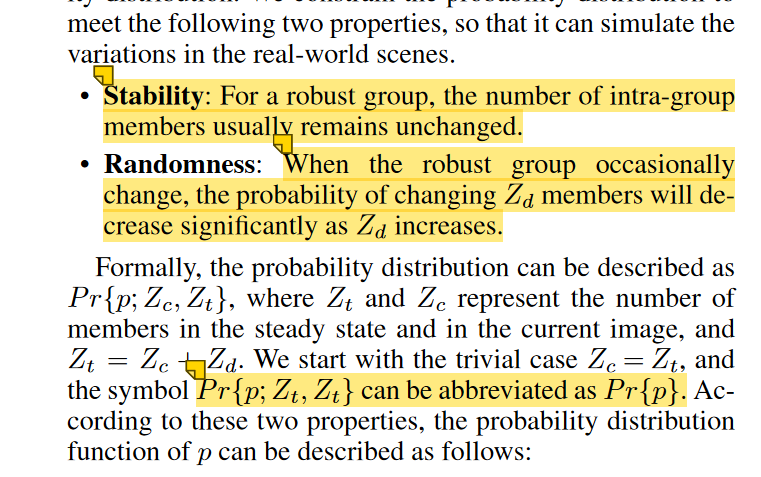 meet the following two properties, so that it can simulate the
variations in the real-world scenes.
• Stability: For a robust group, the number of intra-group
members usually remains unchanged.
• Randomness: When the robust group occasionally
change, the probability of changing Z_d members will de-
crease significantly as Z_d increases.
Formally, the probability distribution can be described as
Pr{p; Z_c, Z_t}, where Z_t and Z_c represent the number of
members in the steady state and in the current image, and
Z_t = Z_c + Z_d. We start with the trivial case Z_c = Z_t, and
the symbol Pr{p; Z_t, Z_t} can be abbreviated as Pr{p}. Ac-
cording to these two properties, the probability distribution
function of p can be described as follows: